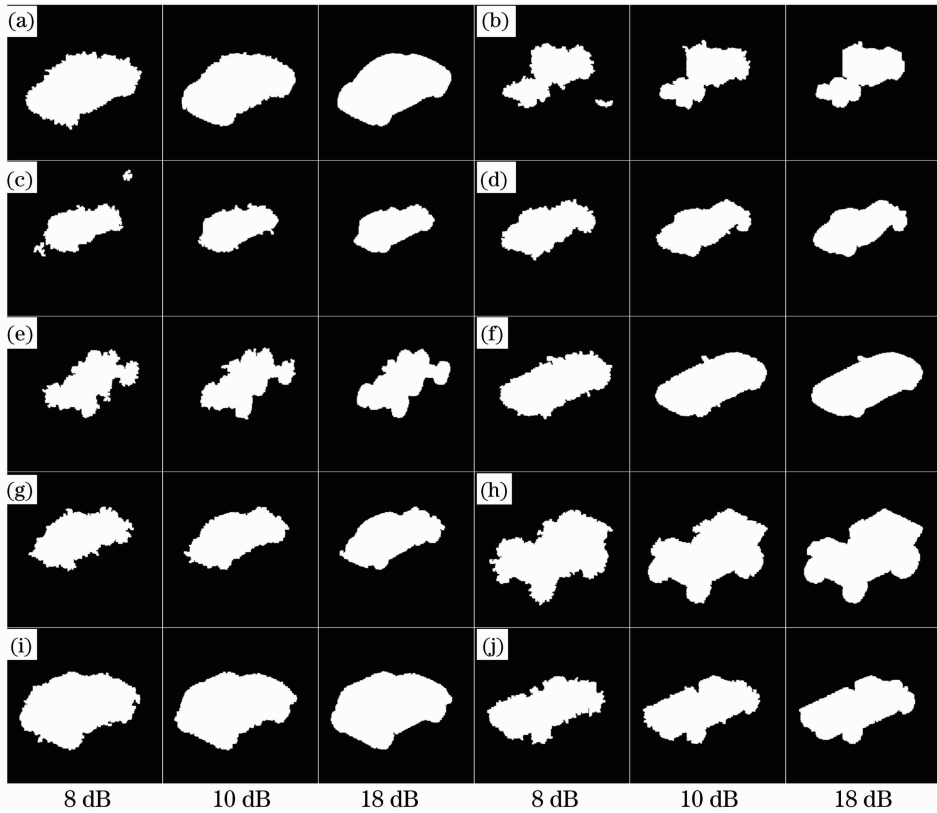 (a) (b)
(c) (d)
(e) (f)
(g) (h)
(i) (j)
8 dB 10 dB 18 dB 8 dB 10 dB 18 dB